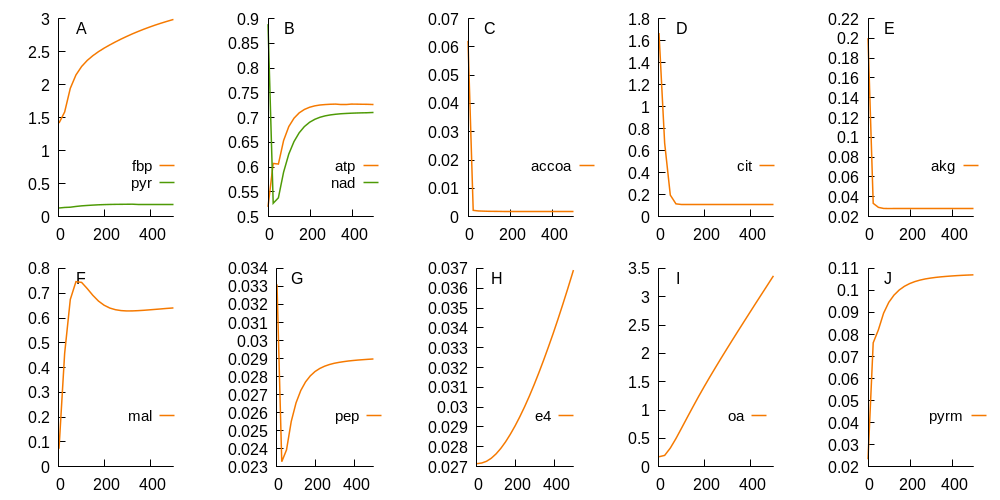 3 A
2.5
2
1.5
1
0.5
0
fbp
pyr
0 200 400
0.9 B
0.85
0.8
0.75
0.7
0.65
0.6
0.55
0.5
atp
nad
0 200 400
0.07 C
0.06
0.05
0.04
0.03
0.02
0.01
0
accoa
0 200 400
1.8 D
1.6
1.4
1.2
1
0.8
0.6
0.4
0.2
0
cit
0 200 400
0.22 E
0.2
0.18
0.16
0.14
0.12
0.1
0.08
0.06
0.04
0.02
akg
0 200 400
0.8 F
0.7
0.6
0.5
0.4
0.3
0.2
0.1
0
mal
0 200 400
0.034 G
0.033
0.032
0.031
0.03
0.029
0.028
0.027
0.026
0.025
0.024
0.023
pep
0 200 400
0.037 H
0.036
0.035
0.034
0.033
0.032
0.031
0.03
0.029
0.028
0.027
e4
0 200 400
3.5 I
3
2.5
2
1.5
1
0.5
0
oa
0 200 400
0.11 J
0.1
0.09
0.08
0.07
0.06
0.05
0.04
0.03
0.02
pyrm
0 200 400